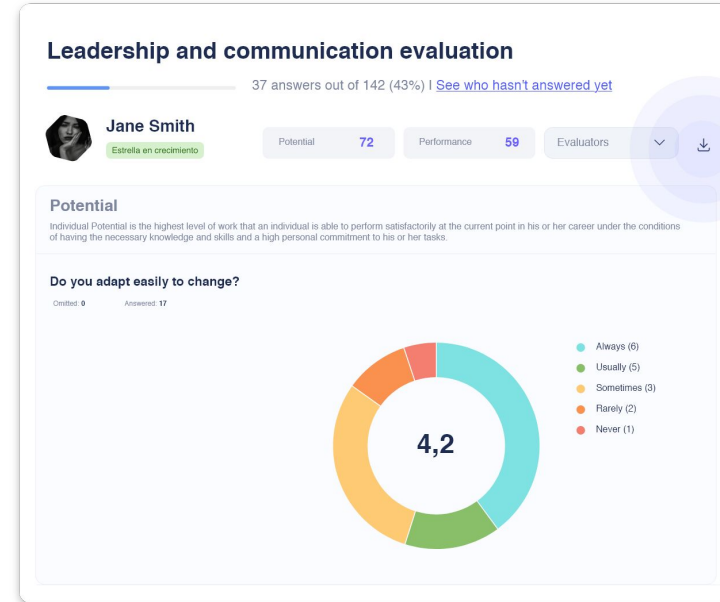 Leadership and communication evaluation
37 answers out of 142 (43%) I See who hasn't answered yet
Jane Smith
Estrella en crecimiento
Potential 72
Performance 59
Evaluators
Potential
Individual Potential is the highest level of work that an individual is able to perform satisfactorily at the current point in his or her career under the conditions
of having the necessary knowledge and skills and a high personal commitment to his or her tasks.
Do you adapt easily to change?
Omitted: 0 Answered: 17
4,2
Always (6)
Usually (5)
Sometimes (3)
Rarely (2)
Never (1)